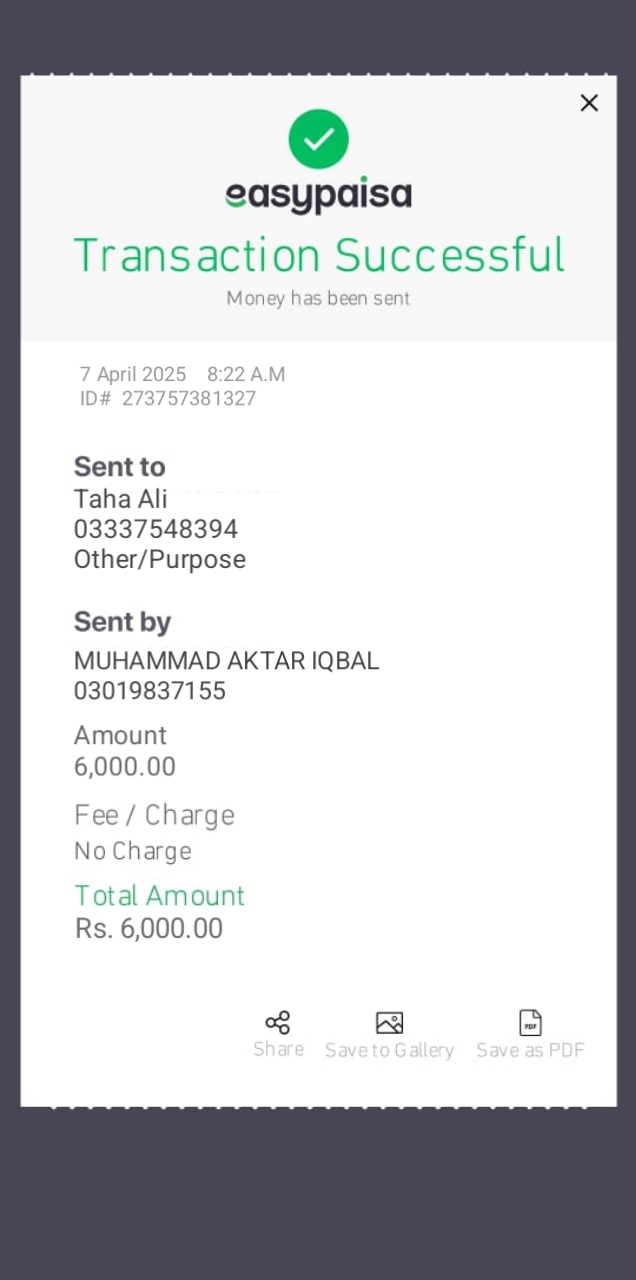 easypaisa
Transaction Successful
Money has been sent
7 April 2025 8:22 A.M
ID# 273757381327
Sent to
Taha Ali
03337548394
Other/Purpose
Sent by
MUHAMMAD AKTAR IQBAL
03019837155
Amount
6,000.00
Fee / Charge
No Charge
Total Amount
Rs. 6,000.00
Share Save to Gallery Save as PDF
PDF